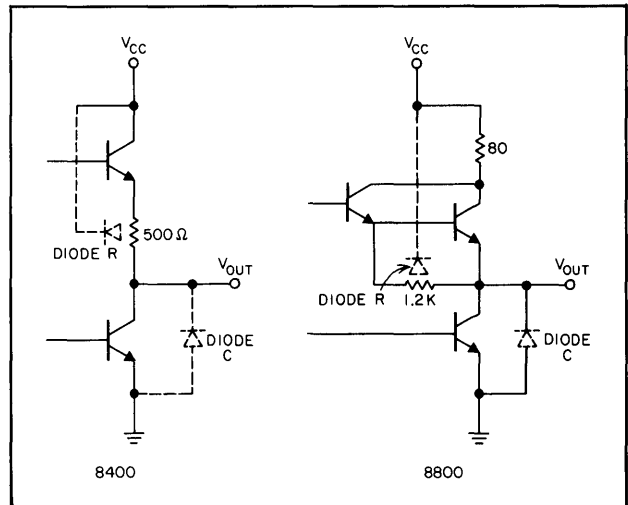 VCC
DIODE R
500Ω
VOUT
DIODE
C
8400
VCC
80
DIODE R
1.2K
VOUT
DIODE
C
8800